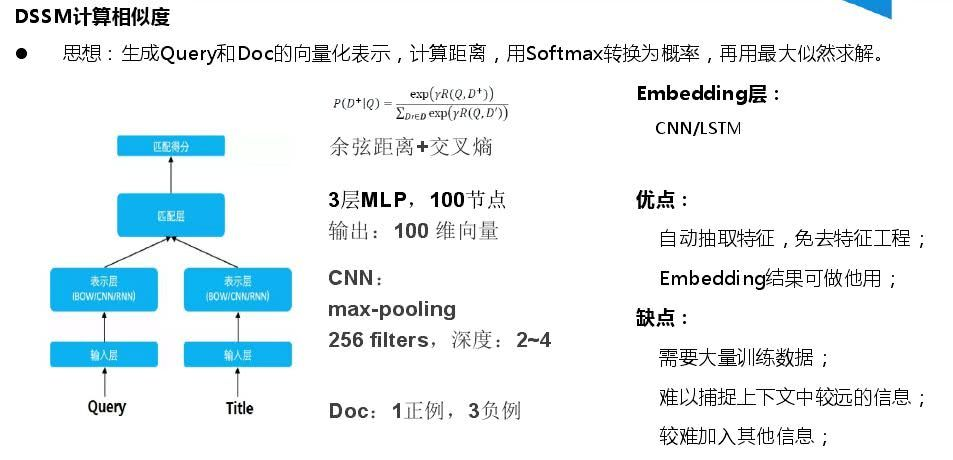 DSSM计算相似度
● 思想：生成Query和Doc的向量化表示，计算距离，用Softmax转换为概率，再用最大似然求解。
P(D⁺|Q) = exp(γR(Q,D⁺)) / ∑_{D′∈D} exp(γR(Q,D′))
余弦距离+交叉熵
3层MLP，100节点
输出：100 维向量
CNN：
max-pooling
256 filters，深度：2~4
Doc：1正例，3负例
匹配得分
匹配层
表示层
(BOW/CNN/RNN)
表示层
(BOW/CNN/RNN)
输入层
输入层
Query
Title
Embedding层：
CNN/LSTM
优点：
自动抽取特征，免去特征工程；
Embedding结果可做他用；
缺点：
需要大量训练数据；
难以捕捉上下文中较远的信息；
较难加入其他信息；